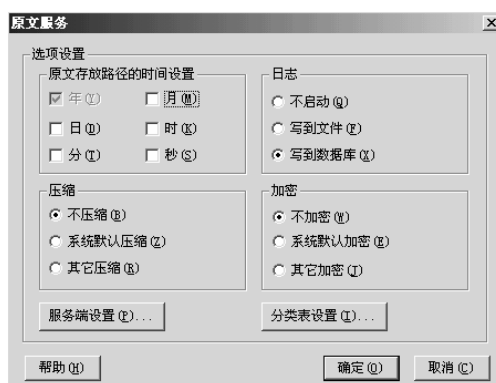 原文服务
选项设置
原文存放路径的时间设置
年(Y) 月(M)
日(D) 时(K)
分(T) 秒(S)
日志
不启动(Q)
写到文件(F)
写到数据库(X)
压缩
不压缩(B)
系统默认压缩(Z)
其它压缩(R)
加密
不加密(W)
系统默认加密(E)
其它加密(J)
服务端设置(P)... 分类表设置(I)...
帮助(H) 确定(O) 取消(C)